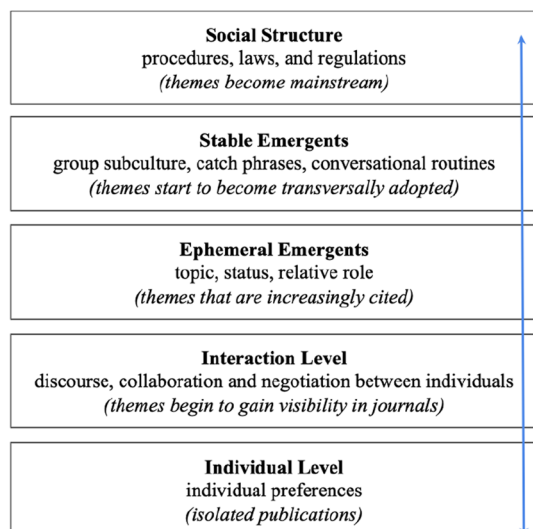 Social Structure
procedures, laws, and regulations
(themes become mainstream)
Stable Emergents
group subculture, catch phrases, conversational routines
(themes start to become transversally adopted)
Ephemeral Emergents
topic, status, relative role
(themes that are increasingly cited)
Interaction Level
discourse, collaboration and negotiation between individuals
(themes begin to gain visibility in journals)
Individual Level
individual preferences
(isolated publications)